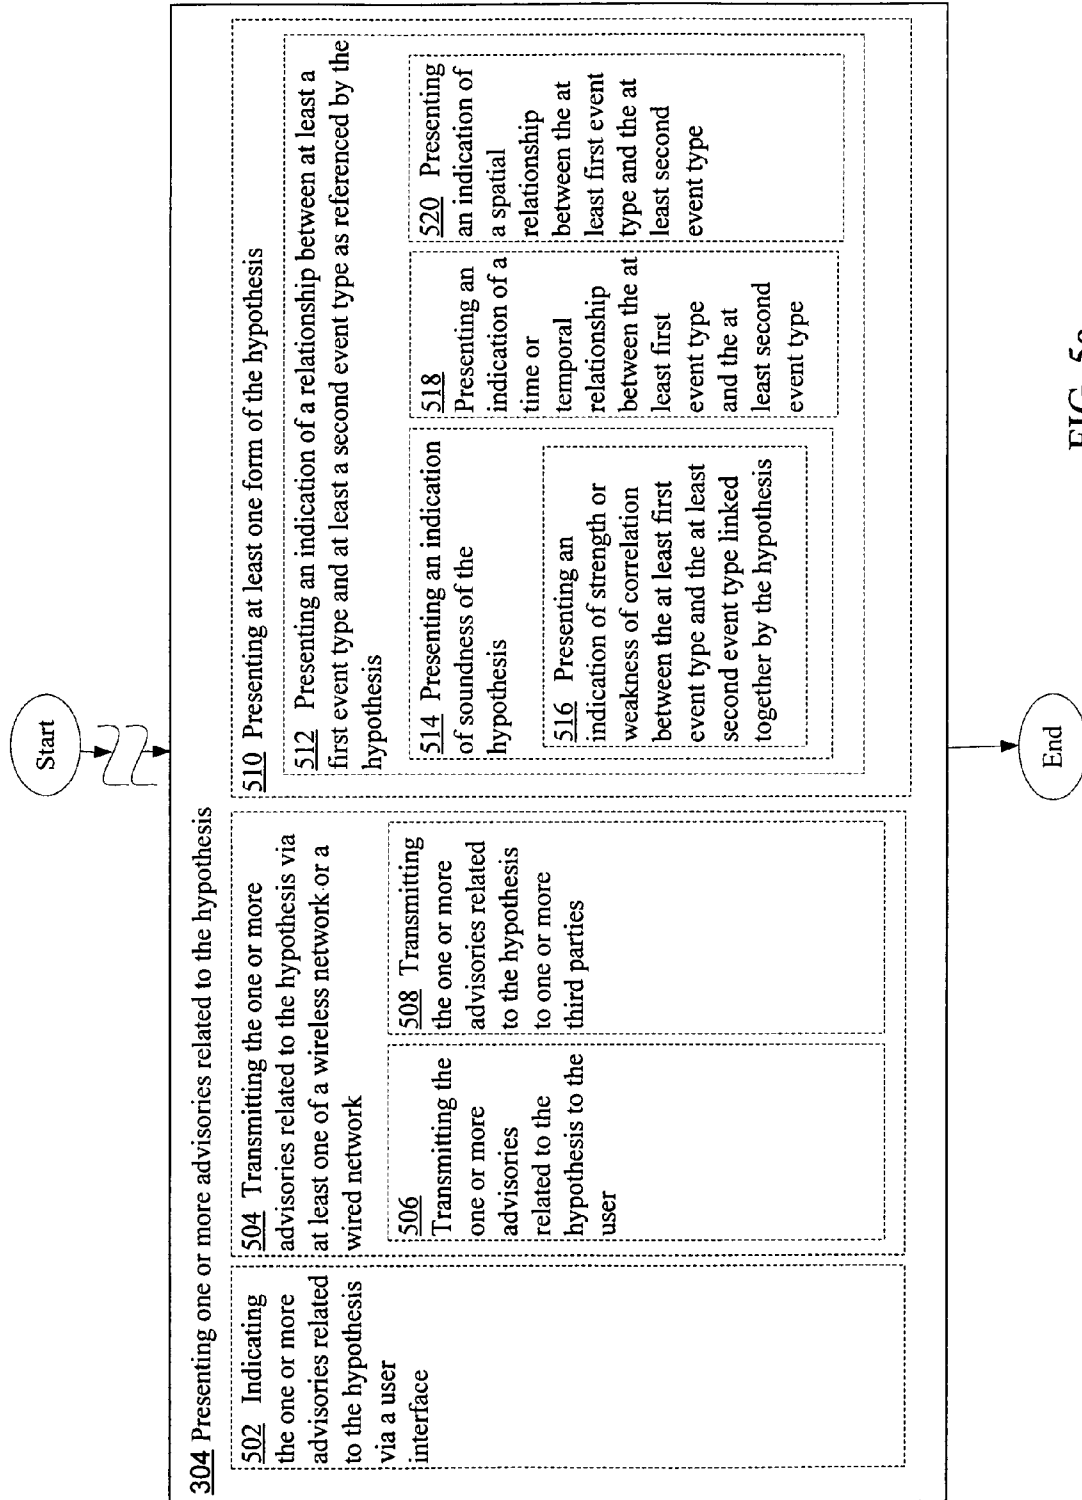 Start
304 Presenting one or more advisories related to the hypothesis
502 Indicating
the one or more
advisories related
to the hypothesis
via a user
interface
504 Transmitting the one or more
advisories related to the hypothesis via
at least one of a wireless network or a
wired network
506
Transmitting the
one or more
advisories
related to the
hypothesis to the
user
508 Transmitting
the one or more
advisories related
to the hypothesis
to one or more
third parties
510 Presenting at least one form of the hypothesis
512 Presenting an indication of a relationship between at least a
first event type and at least a second event type as referenced by the
hypothesis
514 Presenting an indication
of soundness of the
hypothesis
516 Presenting an
indication of strength or
weakness of correlation
between the at least first
event type and the at least
second event type linked
together by the hypothesis
518
Presenting an
indication of a
time or
temporal
relationship
between the at
least first
event type
and the at
least second
event type
520 Presenting
an indication of
a spatial
relationship
between the at
least first event
type and the at
least second
event type
End
FIG. 5a